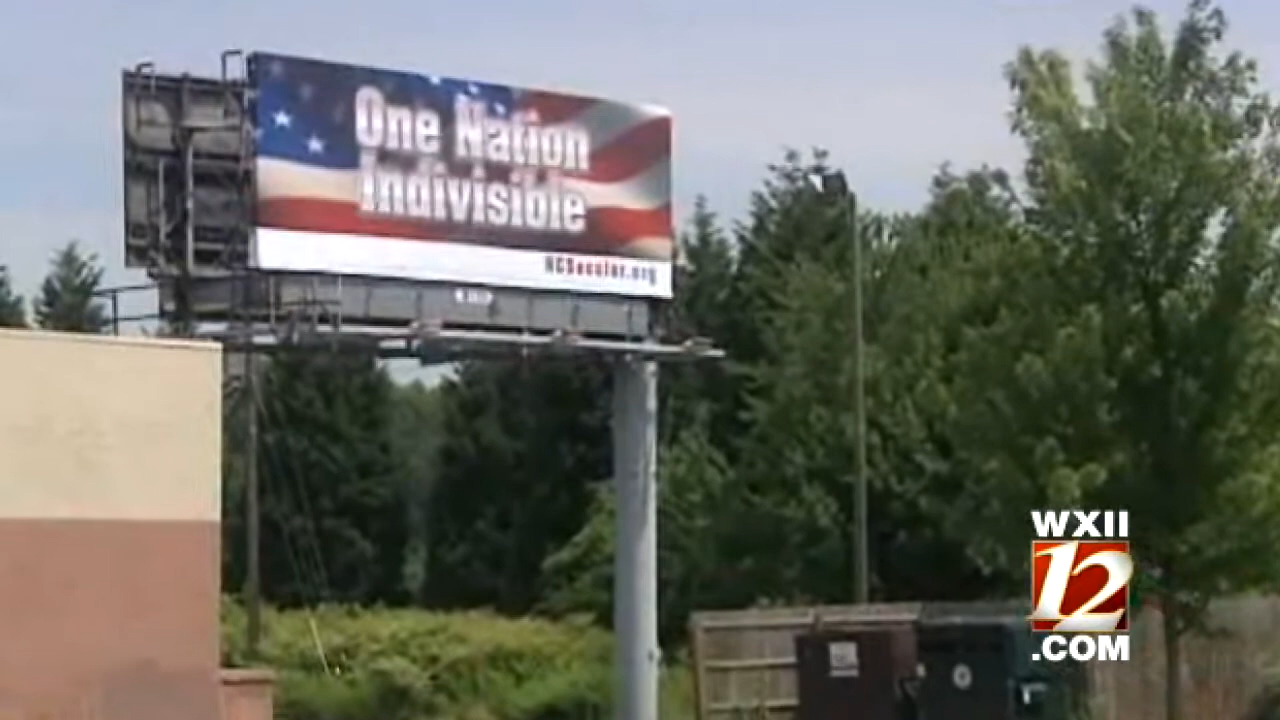 One Nation
Indivisible
NCSecular.org
WXII
12
.COM